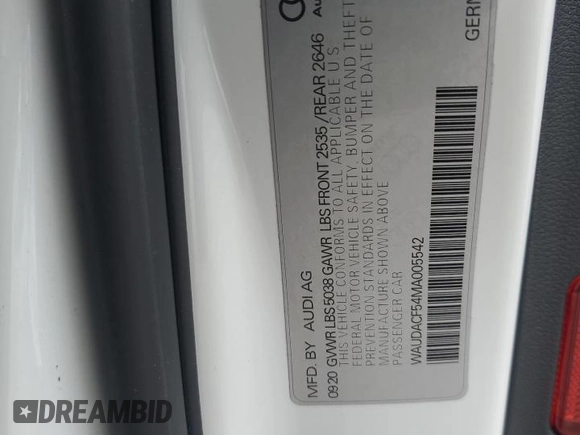 Au
GERM
MFD. BY AUDI AG
0920 GVWR LBS 5038 GAWR LBS FRONT 2535 / REAR 2646
THIS VEHICLE CONFORMS TO ALL APPLICABLE U S
FEDERAL MOTOR VEHICLE SAFETY, BUMPER AND THEFT
PREVENTION STANDARDS IN EFFECT ON THE DATE OF
MANUFACTURE SHOWN ABOVE
PASSENGER CAR
WAUDACF54MA005542
DREAMBID